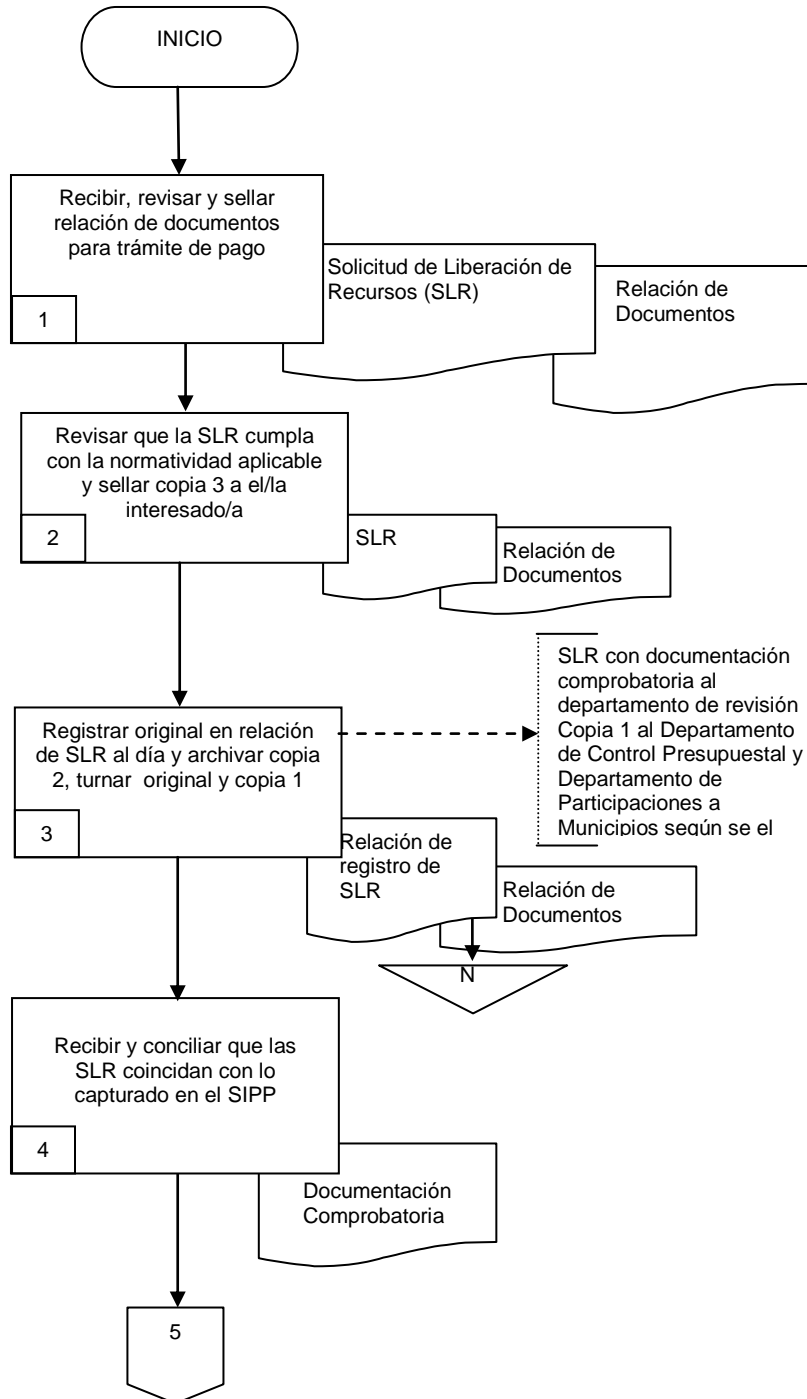 INICIO
Recibir, revisar y sellar
relación de documentos
para trámite de pago
1
Solicitud de Liberación de
Recursos (SLR)
Relación de
Documentos
Revisar que la SLR cumpla
con la normatividad aplicable
y sellar copia 3 a el/la
interesado/a
2
SLR
Relación de
Documentos
Registrar original en relación
de SLR al día y archivar copia
2, turnar original y copia 1
3
SLR con documentación
comprobatoria al
departamento de revisión
Copia 1 al Departamento
de Control Presupuestal y
Departamento de
Participaciones a
Municipios según se el
Relación de
registro de
SLR
Relación de
Documentos
N
Recibir y conciliar que las
SLR coincidan con lo
capturado en el SIPP
4
Documentación
Comprobatoria
5